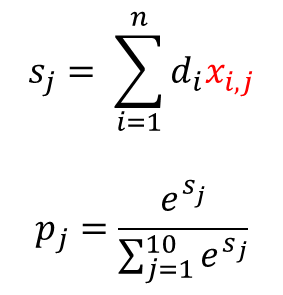 s_j = \sum_{i=1}^{n} d_i x_{i,j}
p_j = \frac{e^{s_j}}{\sum_{j=1}^{10} e^{s_j}}